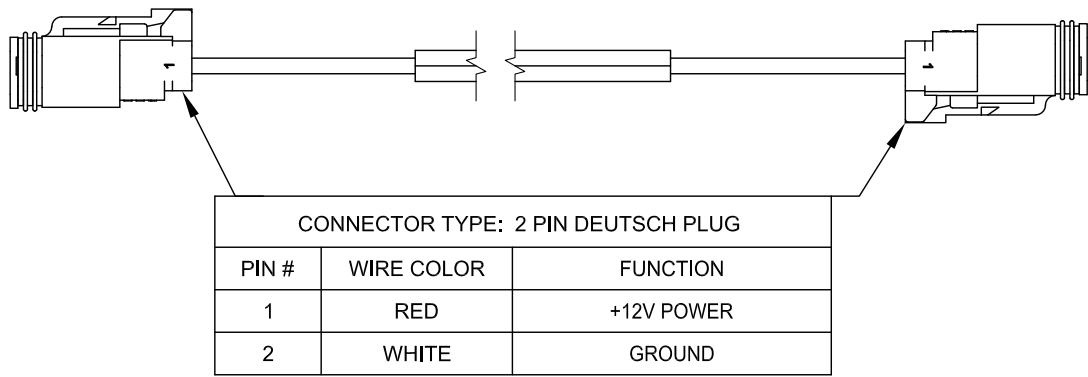 1
1
CONNECTOR TYPE: 2 PIN DEUTSCH PLUG
PIN # WIRE COLOR FUNCTION
1 RED +12V POWER
2 WHITE GROUND